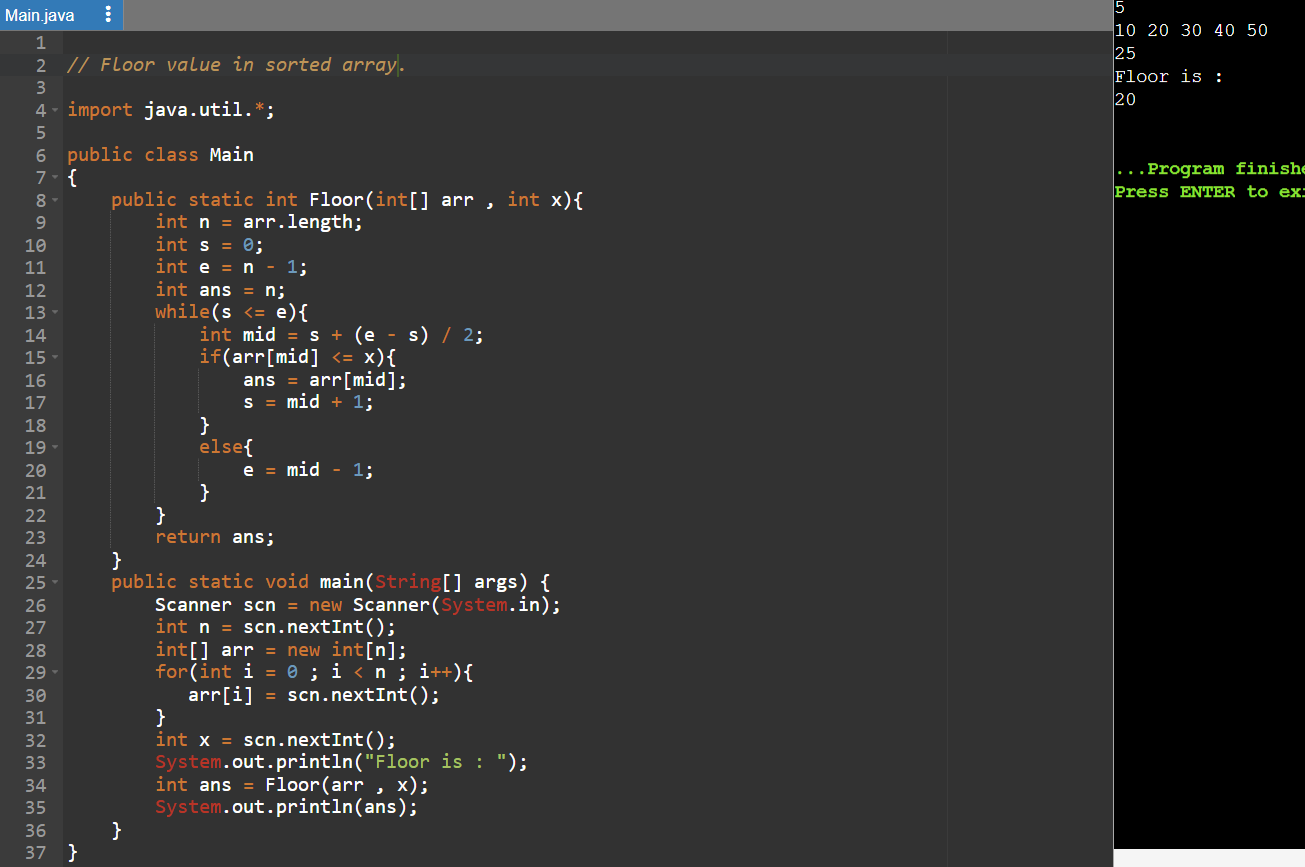 Main.java
1
2 // Floor value in sorted array.
3
4 import java.util.*;
5
6 public class Main
7 {
8 public static int Floor(int[] arr , int x){
9 int n = arr.length;
10 int s = 0;
11 int e = n - 1;
12 int ans = n;
13 while(s <= e){
14 int mid = s + (e - s) / 2;
15 if(arr[mid] <= x){
16 ans = arr[mid];
17 s = mid + 1;
18 }
19 else{
20 e = mid - 1;
21 }
22 }
23 return ans;
24 }
25 public static void main(String[] args) {
26 Scanner scn = new Scanner(System.in);
27 int n = scn.nextInt();
28 int[] arr = new int[n];
29 for(int i = 0 ; i < n ; i++){
30 arr[i] = scn.nextInt();
31 }
32 int x = scn.nextInt();
33 System.out.println("Floor is : ");
34 int ans = Floor(arr , x);
35 System.out.println(ans);
36 }
37 }
5
10 20 30 40 50
25
Floor is :
20
...Program finishe
Press ENTER to exi